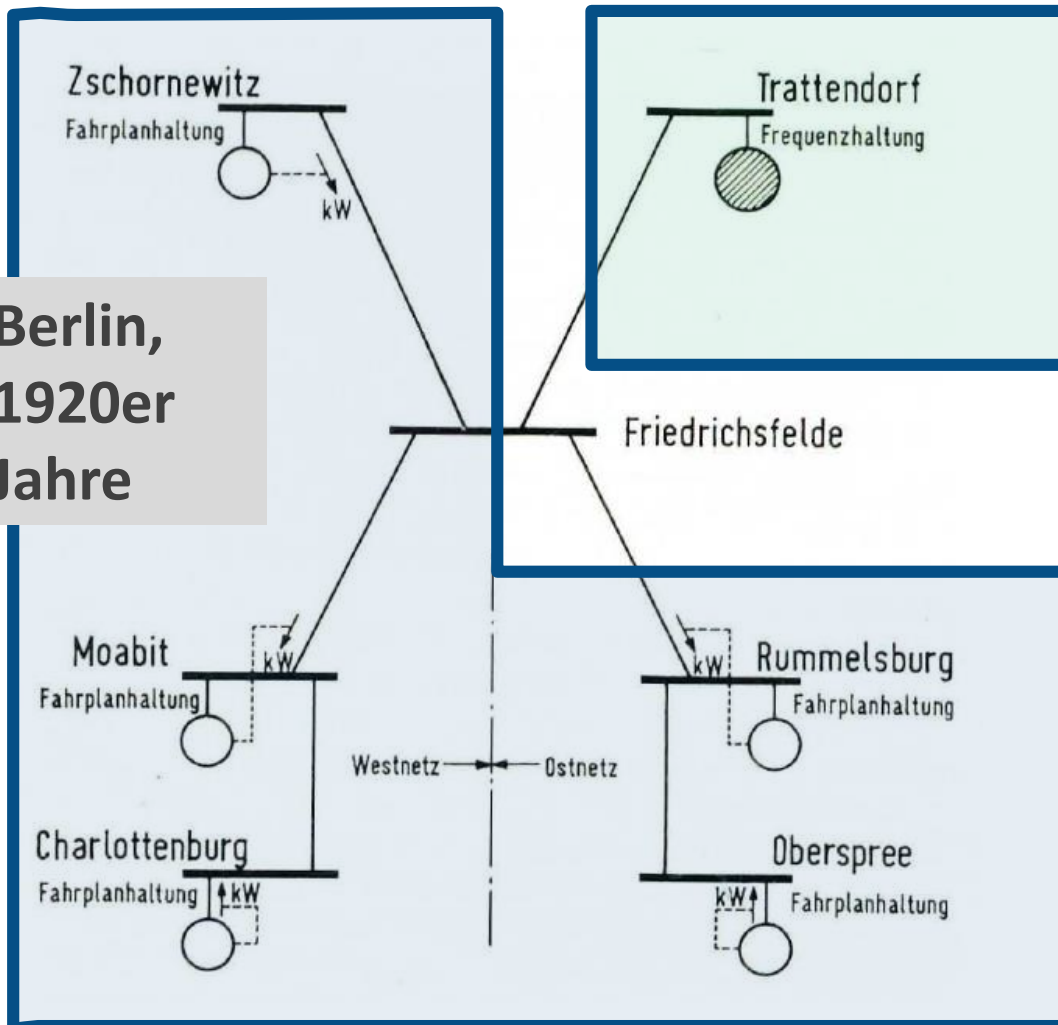 Zschornewitz
Fahrplanhaltung
kW
Trattendorf
Frequenzhaltung
Berlin,
1920er
Jahre
Friedrichsfelde
Moabit
Fahrplanhaltung
kW
kW
Rummelsburg
Fahrplanhaltung
Westnetz
Ostnetz
Charlottenburg
Fahrplanhaltung
kW
Oberspree
kW
Fahrplanhaltung